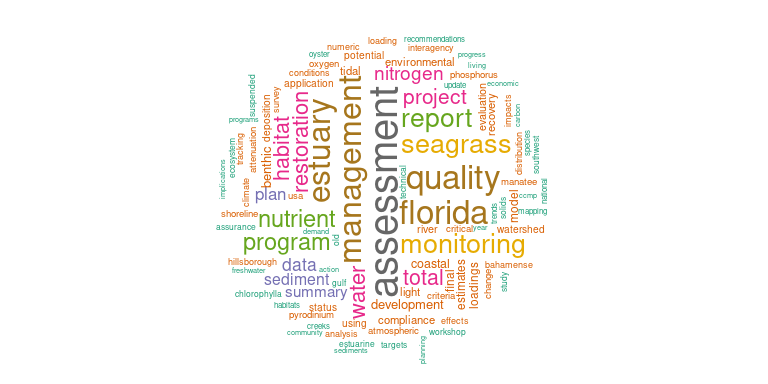 loading
recommendations
numeric
interagency
oyster
potential
progress
oxygen
environmental
living
conditions
tidal
nitrogen
phosphorus
suspended
application
update
economic
survey
management
assessment
project
evaluation
recovery
impacts
carbon
programs
deposition
restoration
estuary
report
tracking
attenuation
habitat
seagrass
distribution
species
southwest
ecosystem
benthic
implications
climate
plan
usa
technical
quality
manatee
national
ccmp
shoreline
nutrient
florida
model
solids
trends
mapping
assurance
demand
river
critical
year
watershed
program
old
monitoring
hillsborough
data
coastal
bahamense
freshwater
action
sediment
gulf
water
total
final
estimates
loadings
change
study
chlorophylla
summary
light
criteria
habitats
status
development
pyrodinium
creeks
using
compliance
effects
community
analysis
atmospheric
workshop
estuarine
targets
sediments
planning